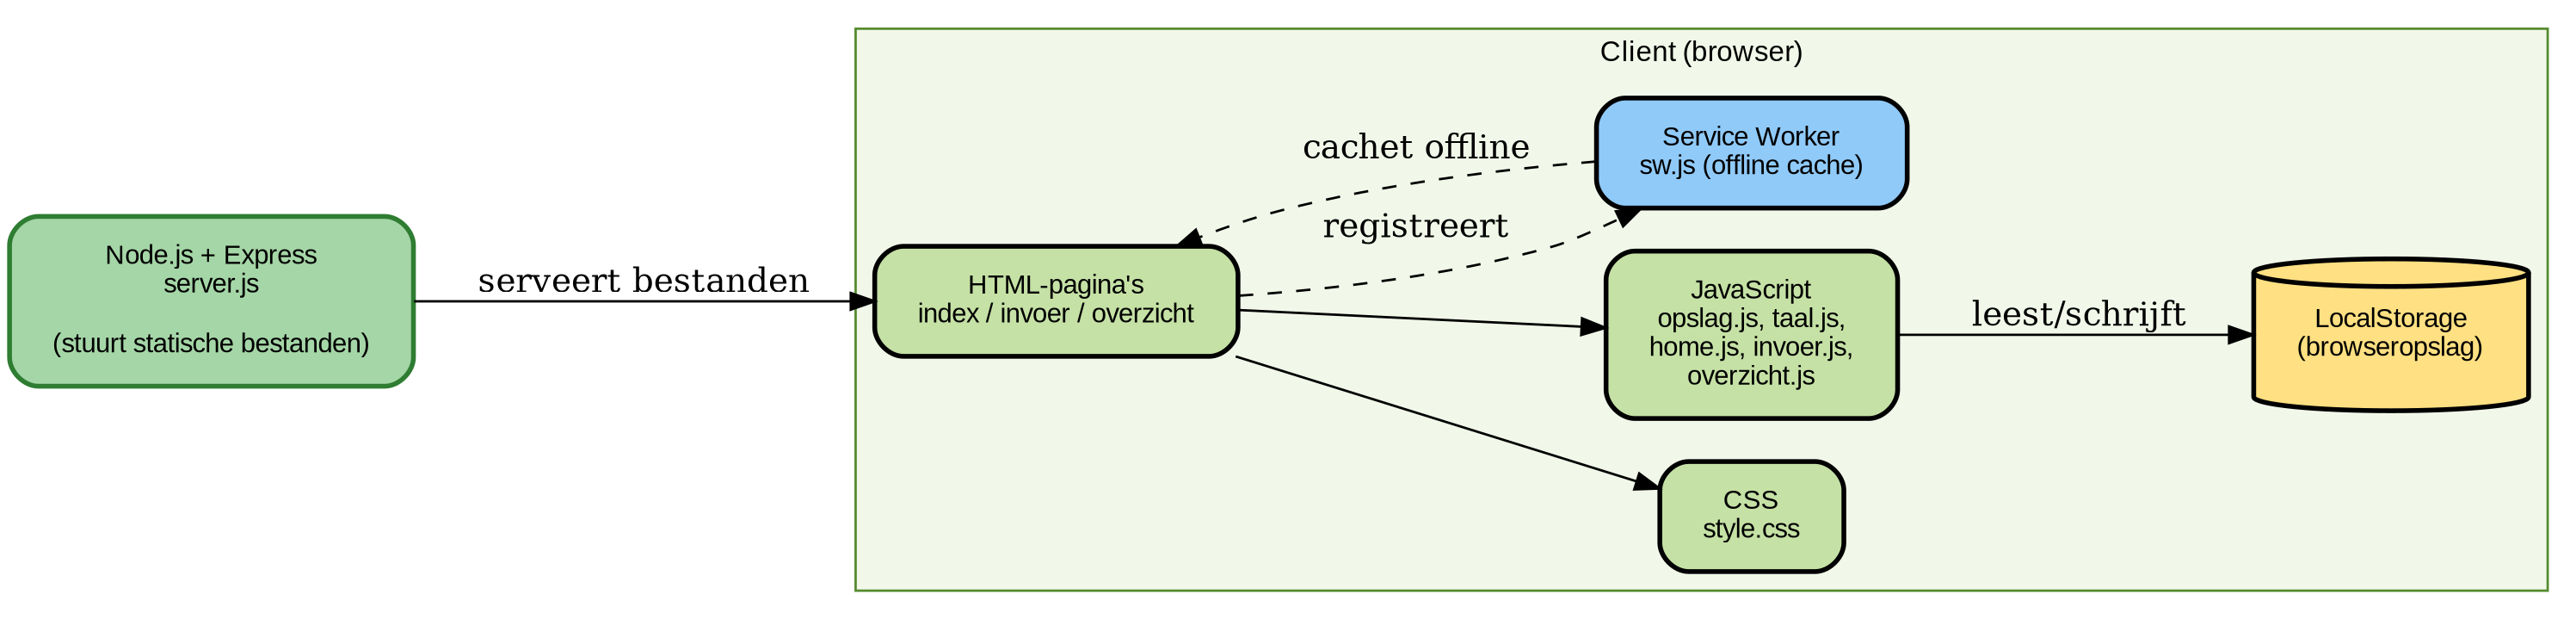 Client (browser)
Node.js + Express
server.js
(stuurt statische bestanden)
serveert bestanden
HTML-pagina's
index / invoer / overzicht
cachet offline
registreert
Service Worker
sw.js (offline cache)
JavaScript
opslag.js, taal.js,
home.js, invoer.js,
overzicht.js
CSS
style.css
leest/schrijft
LocalStorage
(browseropslag)